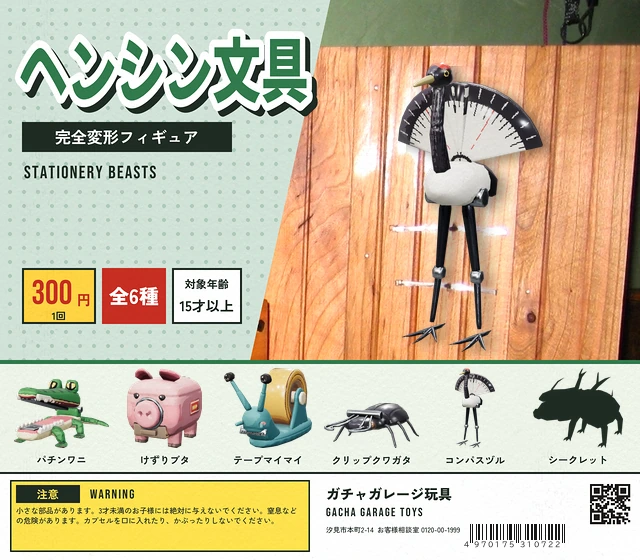 ヘンシン文具
完全変形フィギュア
STATIONERY BEASTS
300円
1回
全6種
対象年齢
15才以上
パチンワニ
けずりブタ
テープマイマイ
クリップクワガタ
コンパスヅル
シークレット
注意 WARNING
小さな部品があります。3才未満のお子様には絶対に与えないでください。窒息など
の危険があります。カプセルを口に入れたり、かぶったりしないでください。
ガチャガレージ玩具
GACHA GARAGE TOYS
汐見市本町2-14 お客様相談室 0120-00-1999
4 970175 310722